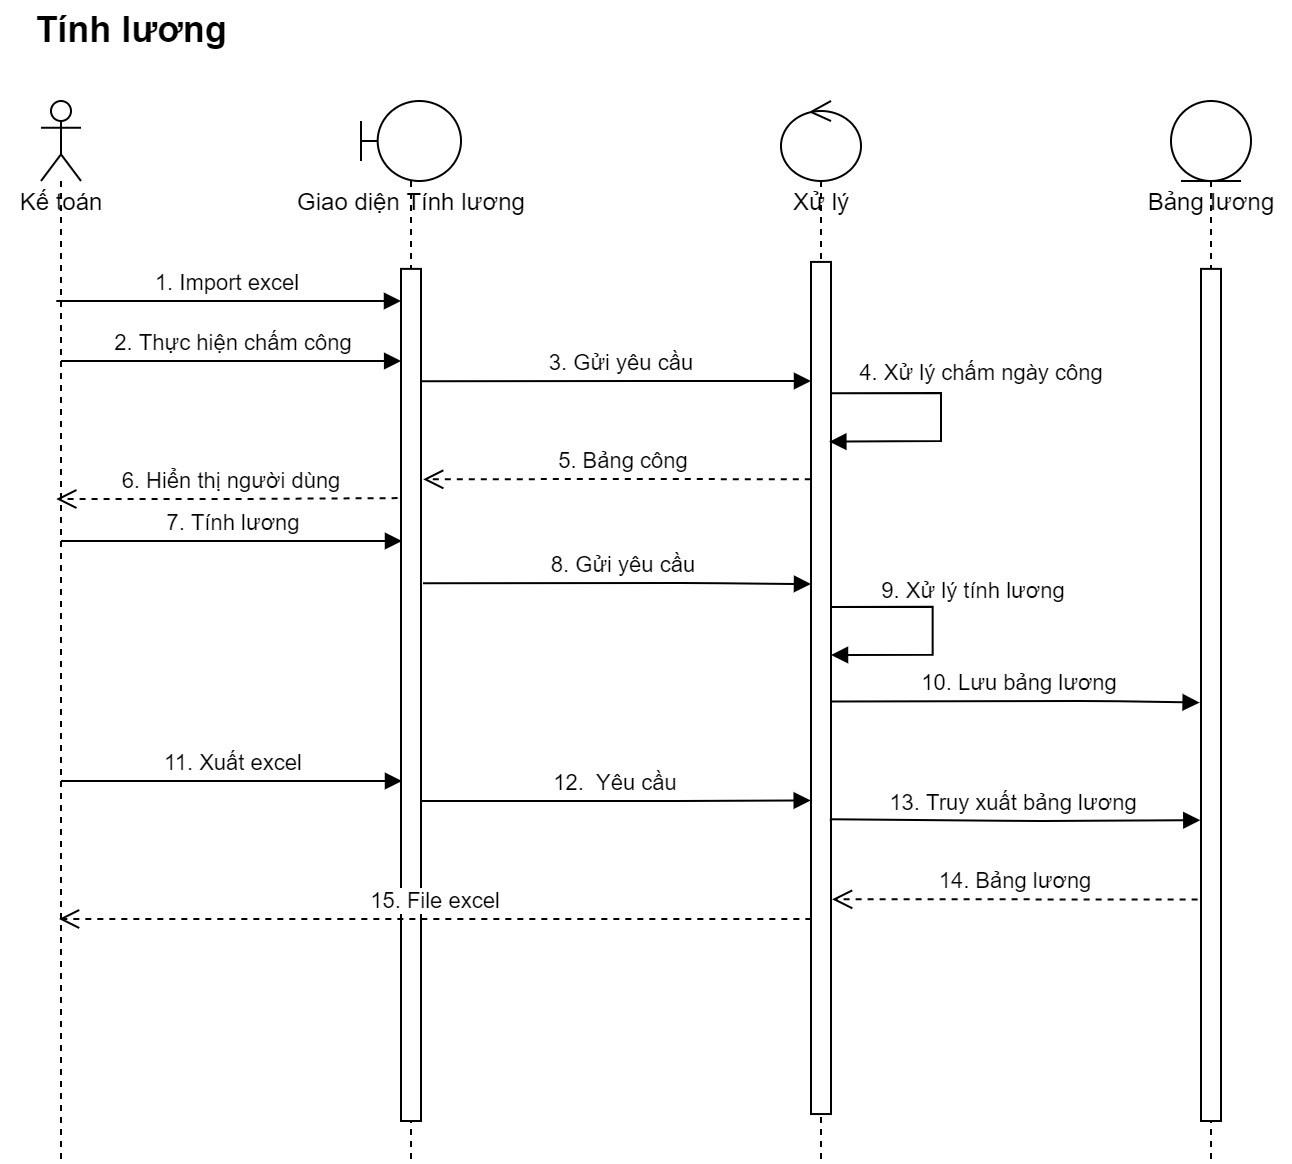 Tính lương
Kế toán
Giao diện Tính lương
Xử lý
Bảng lương
1. Import excel
2. Thực hiện chấm công
3. Gửi yêu cầu
4. Xử lý chấm ngày công
5. Bảng công
6. Hiển thị người dùng
7. Tính lương
8. Gửi yêu cầu
9. Xử lý tính lương
10. Lưu bảng lương
11. Xuất excel
12.  Yêu cầu
13. Truy xuất bảng lương
14. Bảng lương
15. File excel